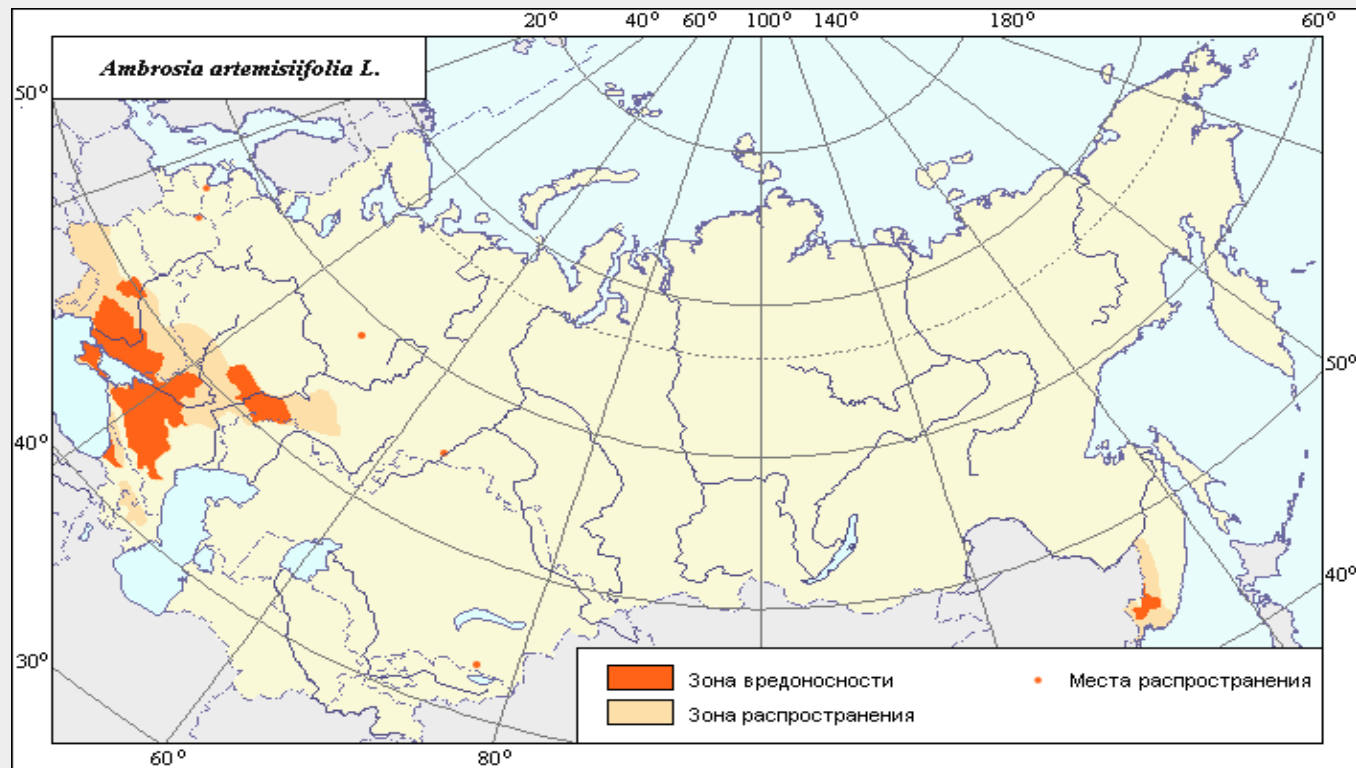 20° 40° 60° 100° 140° 180° 60°
Ambrosia artemisiifolia L.
50°
50°
40°
40°
30°
Зона вредоносности
Места распространения
Зона распространения
60° 80°